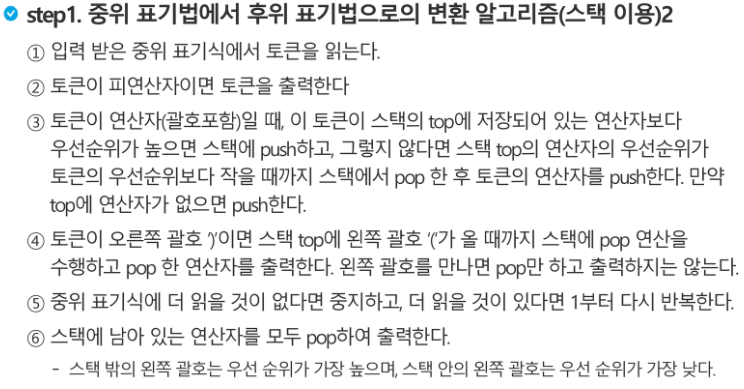 step1. 중위 표기법에서 후위 표기법으로의 변환 알고리즘(스택 이용)2
① 입력 받은 중위 표기식에서 토큰을 읽는다.
② 토큰이 피연산자이면 토큰을 출력한다
③ 토큰이 연산자(괄호포함)일 때, 이 토큰이 스택의 top에 저장되어 있는 연산자보다
우선순위가 높으면 스택에 push하고, 그렇지 않다면 스택 top의 연산자의 우선순위가
토큰의 우선순위보다 작을 때까지 스택에서 pop 한 후 토큰의 연산자를 push한다. 만약
top에 연산자가 없으면 push한다.
④ 토큰이 오른쪽 괄호 ')'이면 스택 top에 왼쪽 괄호 '('가 올 때까지 스택에 pop 연산을
수행하고 pop 한 연산자를 출력한다. 왼쪽 괄호를 만나면 pop만 하고 출력하지는 않는다.
⑤ 중위 표기식에 더 읽을 것이 없다면 중지하고, 더 읽을 것이 있다면 1부터 다시 반복한다.
⑥ 스택에 남아 있는 연산자를 모두 pop하여 출력한다.
- 스택 밖의 왼쪽 괄호는 우선 순위가 가장 높으며, 스택 안의 왼쪽 괄호는 우선 순위가 가장 낮다.